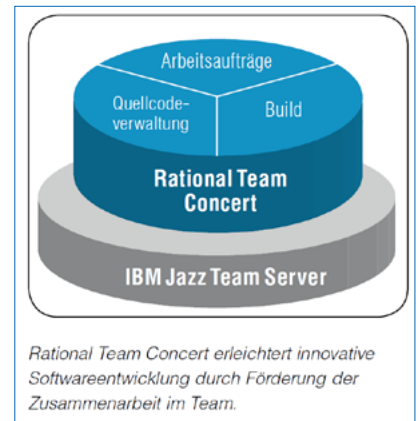 Arbeitsaufträge
Quellcode-
verwaltung
Build
Rational Team
Concert
IBM Jazz Team Server
Rational Team Concert erleichtert innovative
Softwareentwicklung durch Förderung der
Zusammenarbeit im Team.